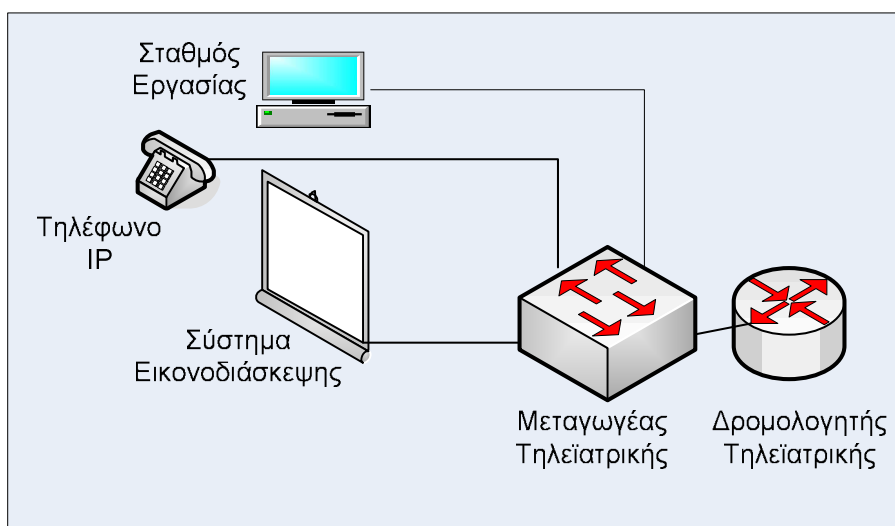 Σταθμός
Εργασίας
Τηλέφωνο
IP
Σύστημα
Εικονοδιάσκεψης
Μεταγωγέας
Τηλεϊατρικής
Δρομολογητής
Τηλεϊατρικής